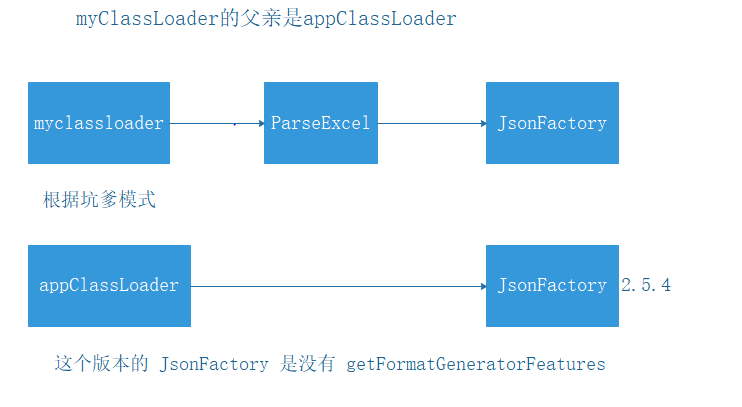 myClassLoader的父亲是appClassLoader
myclassloader
ParseExcel
JsonFactory
根据坑爹模式
appClassLoader
JsonFactory 2.5.4
这个版本的 JsonFactory 是没有 getFormatGeneratorFeatures